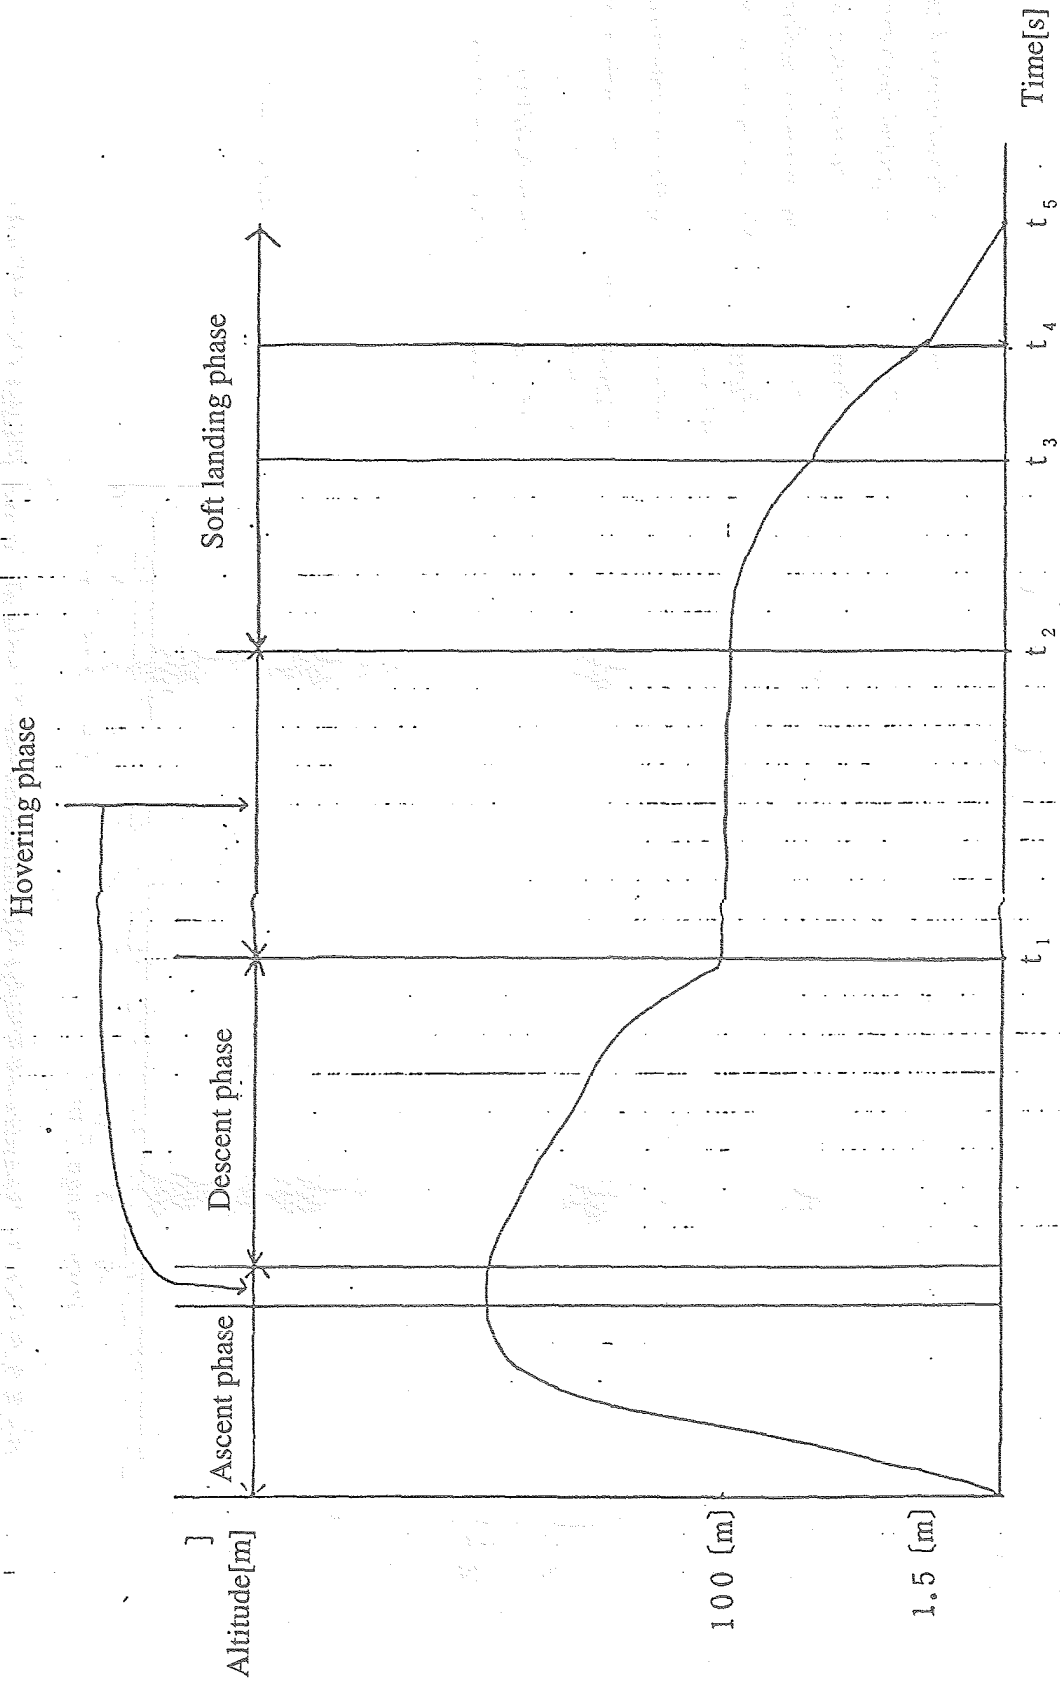 Hovering phase
Ascent phase
Descent phase
Soft landing phase
]
Altitude[m]
100 [m]
1.5 [m]
t1
t2
t3
t4
t5
Time[s]